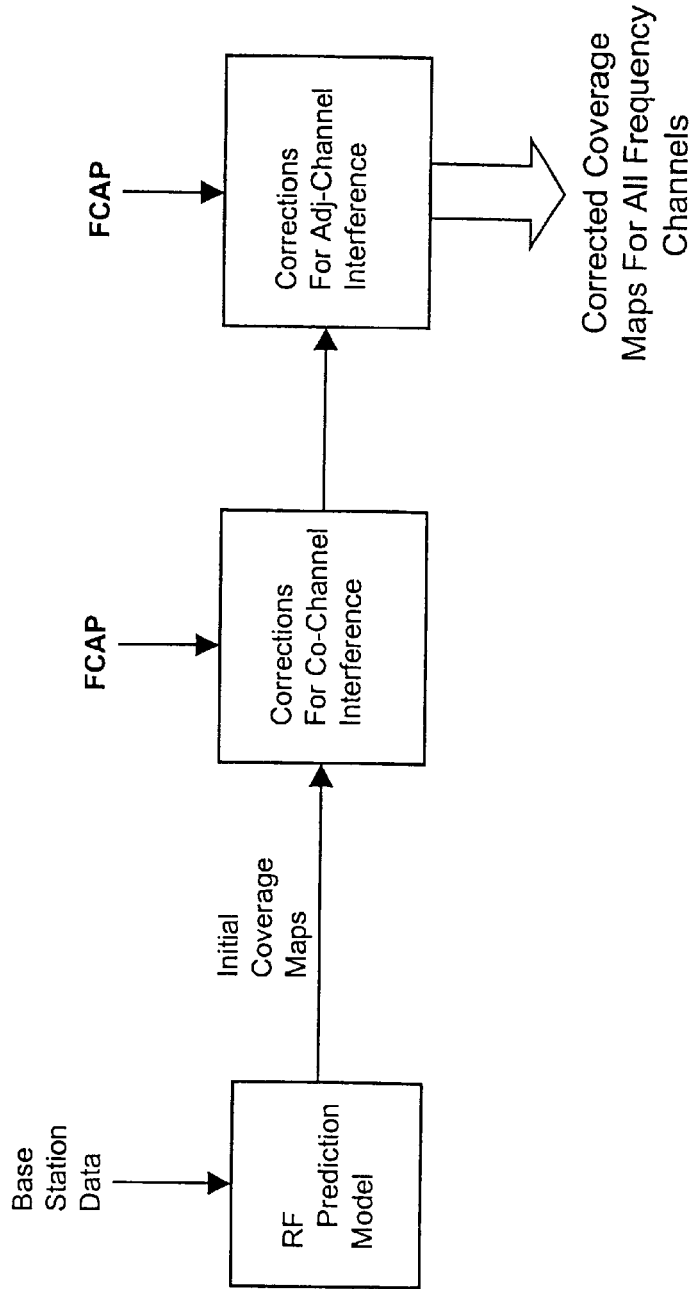 Base
Station
Data
RF
Prediction
Model
Initial
Coverage
Maps
FCAP
Corrections
For Co-Channel
Interference
FCAP
Corrections
For Adj-Channel
Interference
Corrected Coverage
Maps For All Frequency
Channels